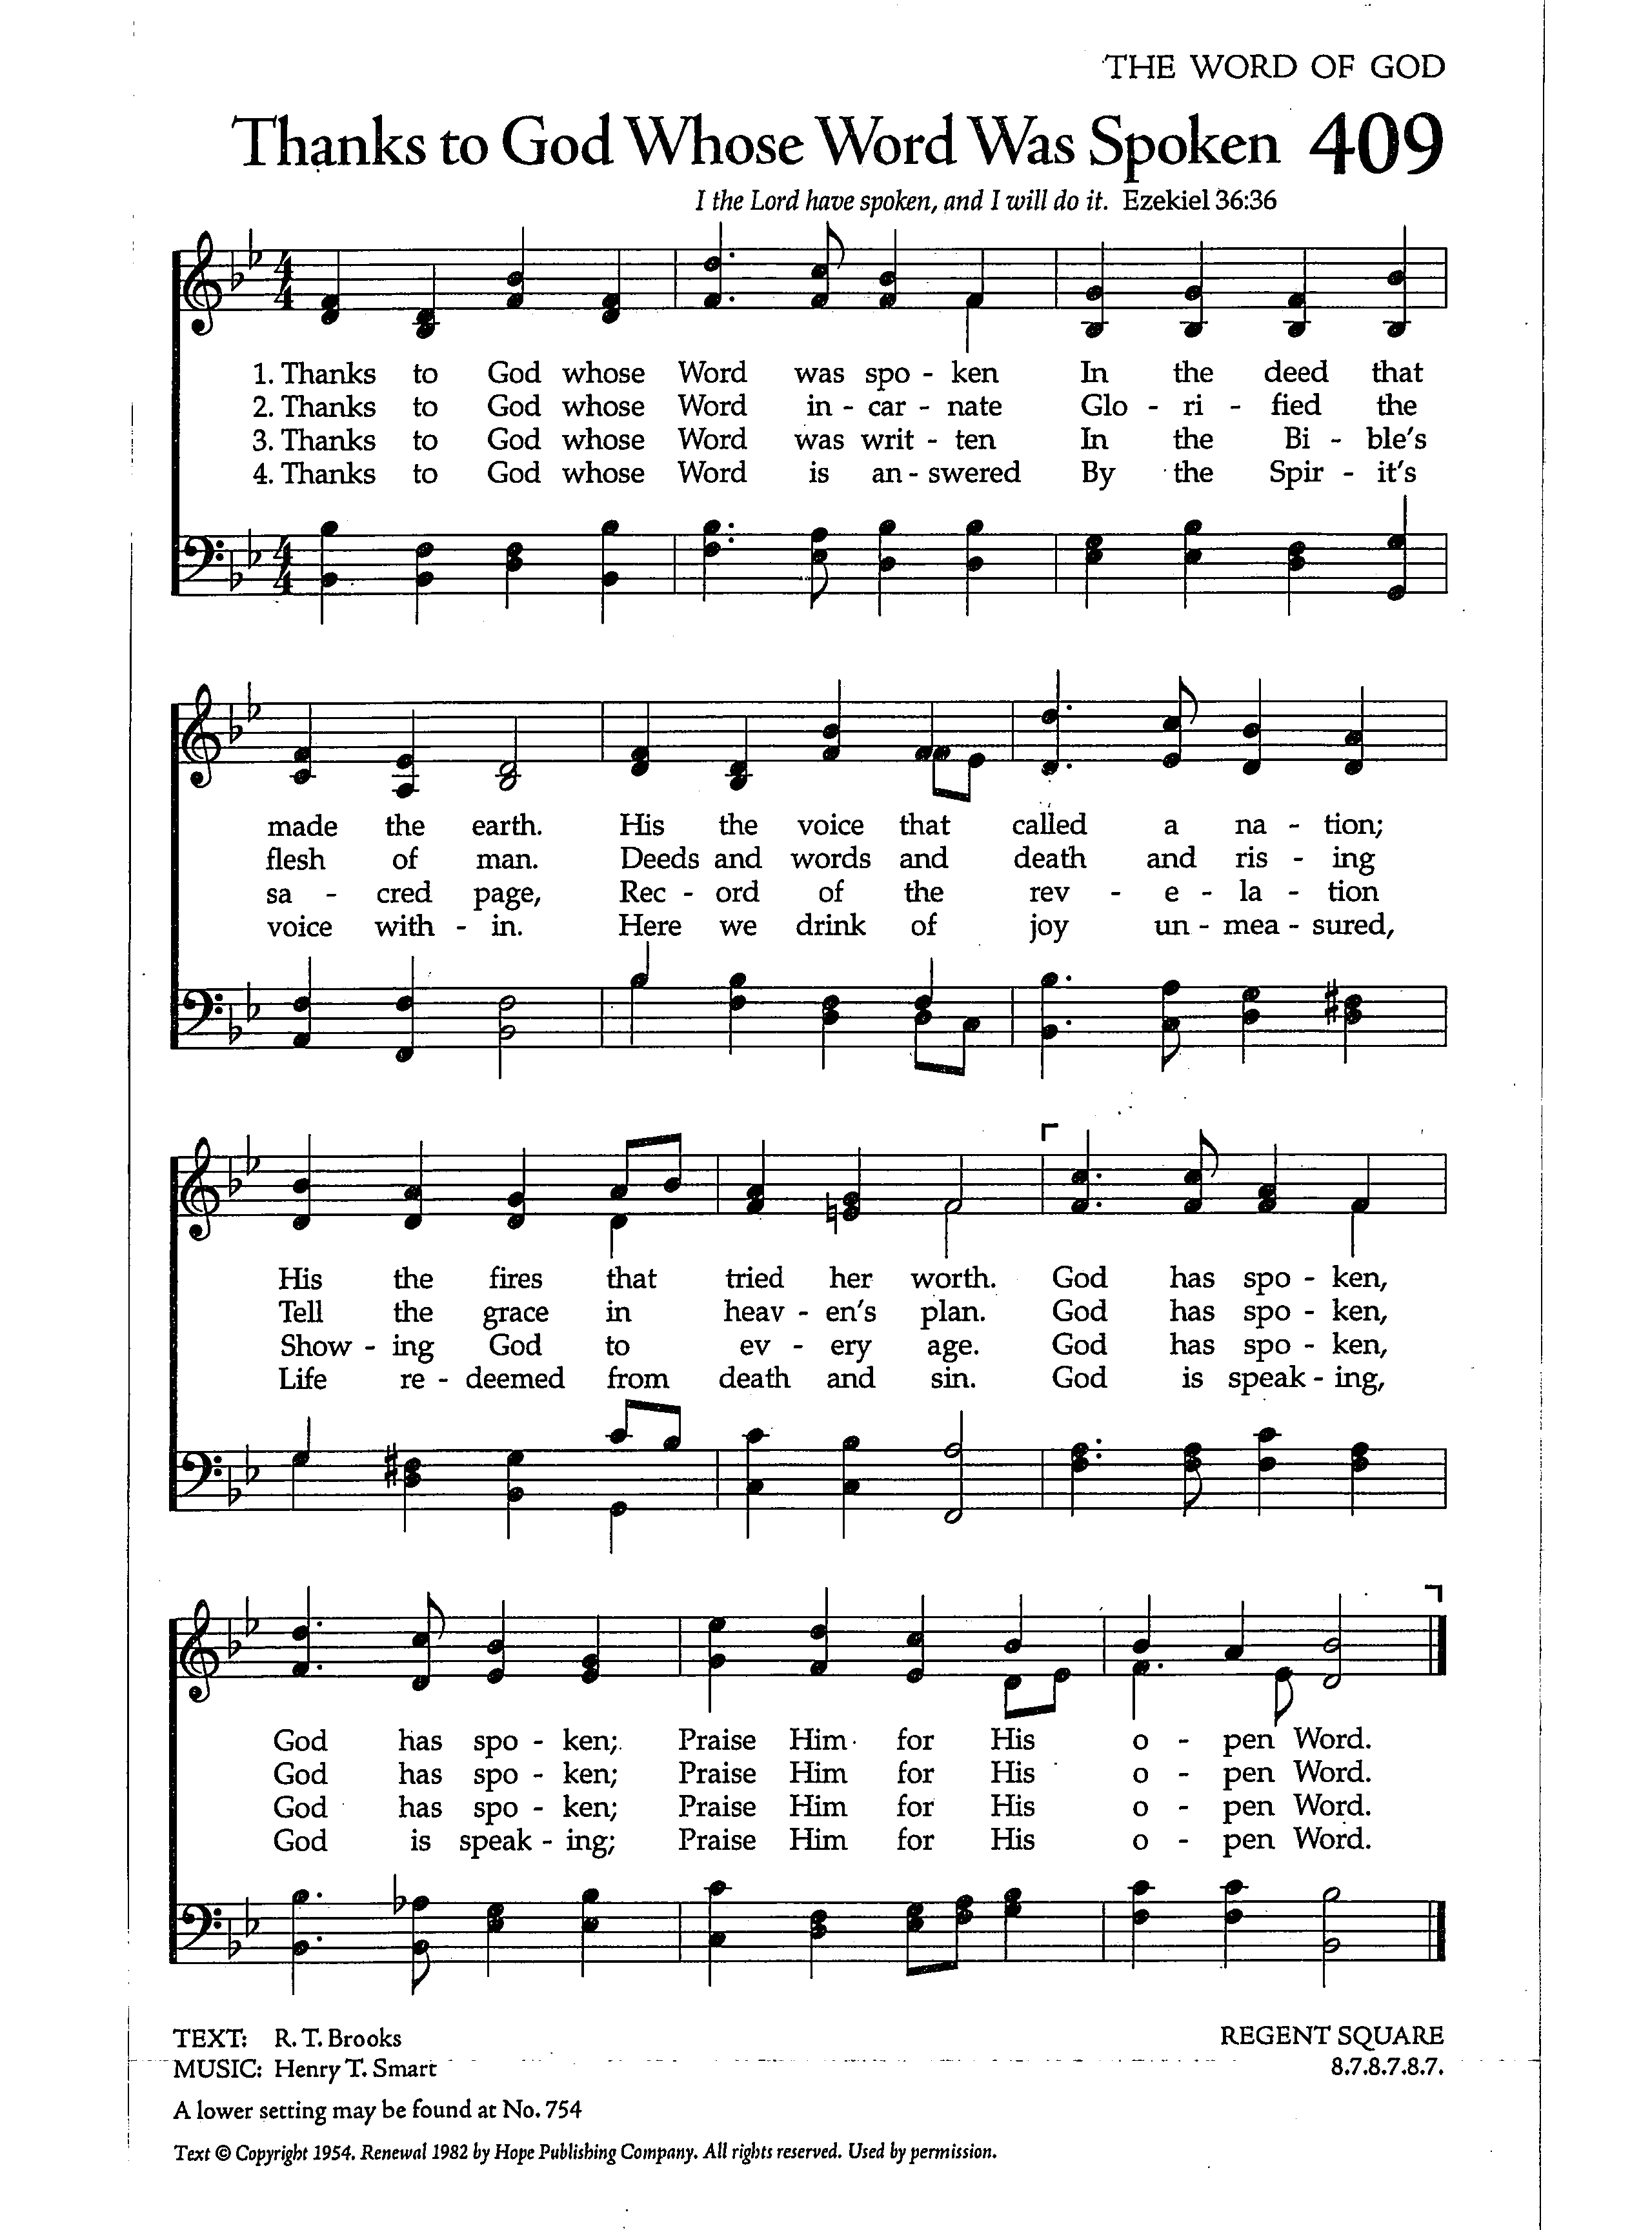 THE WORD OF GOD
Thanks to God Whose Word Was Spoken 409
I the Lord have spoken, and I will do it. Ezekiel 36:36
4 4
1. Thanks to God whose Word was spo - ken In the deed that
2. Thanks to God whose Word in - car - nate Glo - ri - fied the
3. Thanks to God whose Word was writ - ten In the Bi - ble's
4. Thanks to God whose Word is an - swered By the Spir - it's
4 4
made the earth. His the voice that called a na - tion;
flesh of man. Deeds and words and death and ris - ing
sa - cred page, Rec - ord of the rev - e - la - tion
voice with - in. Here we drink of joy un - mea - sured,
His the fires that tried her worth. God has spo - ken,
Tell the grace in heav - en's plan. God has spo - ken,
Show - ing God to ev - ery age. God has spo - ken,
Life re - deemed from death and sin. God is speak - ing,
God has spo - ken; Praise Him for His o - pen Word.
God has spo - ken; Praise Him for His o - pen Word.
God has spo - ken; Praise Him for His o - pen Word.
God is speak - ing; Praise Him for His o - pen Word.
TEXT: R. T. Brooks
MUSIC: Henry T. Smart
REGENT SQUARE
8.7.8.7.8.7.
A lower setting may be found at No. 754
Text © Copyright 1954. Renewal 1982 by Hope Publishing Company. All rights reserved. Used by permission.